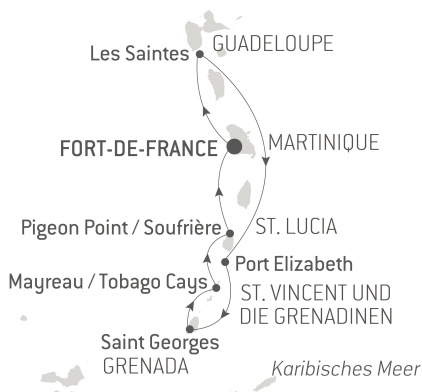 GUADELOUPE
Les Saintes
MARTINIQUE
FORT-DE-FRANCE
Pigeon Point / Soufrière
ST. LUCIA
Port Elizabeth
Mayreau / Tobago Cays
ST. VINCENT UND
DIE GRENADINEN
Saint Georges
GRENADA
Karibisches Meer